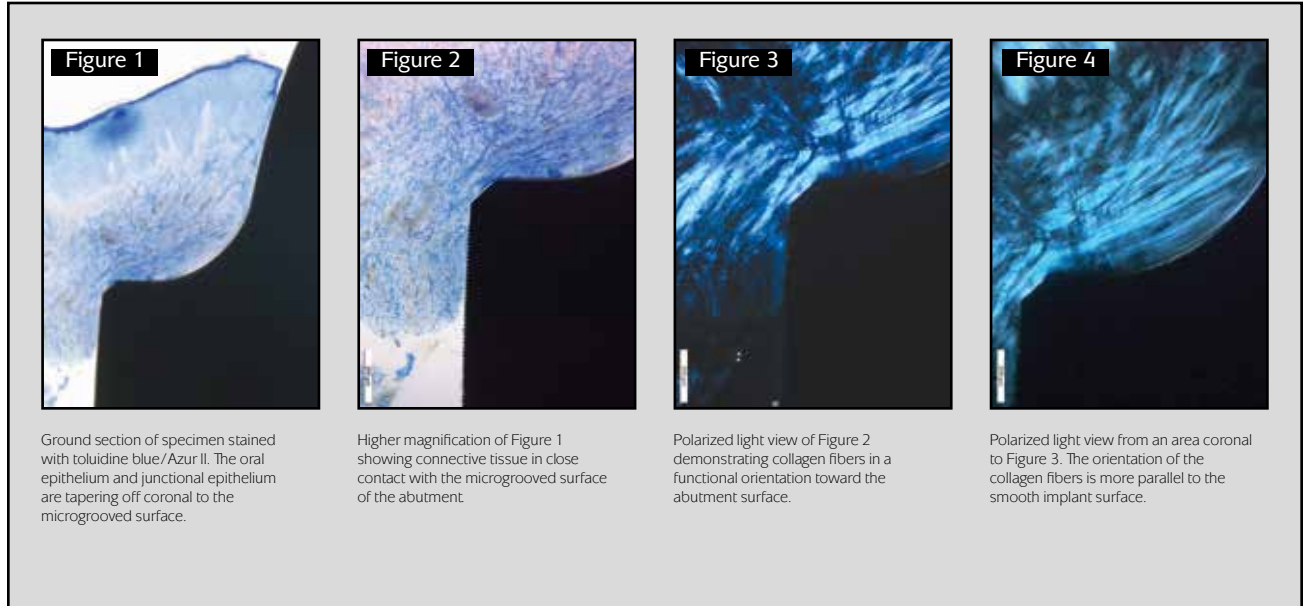 Figure 1
Figure 2
Figure 3
Figure 4
Ground section of specimen stained
with toluidine blue/Azur II. The oral
epithelium and junctional epithelium
are tapering off coronal to the
microgrooved surface.
Higher magnification of Figure 1
showing connective tissue in close
contact with the microgrooved surface
of the abutment.
Polarized light view of Figure 2
demonstrating collagen fibers in a
functional orientation toward the
abutment surface.
Polarized light view from an area coronal
to Figure 3. The orientation of the
collagen fibers is more parallel to the
smooth implant surface.